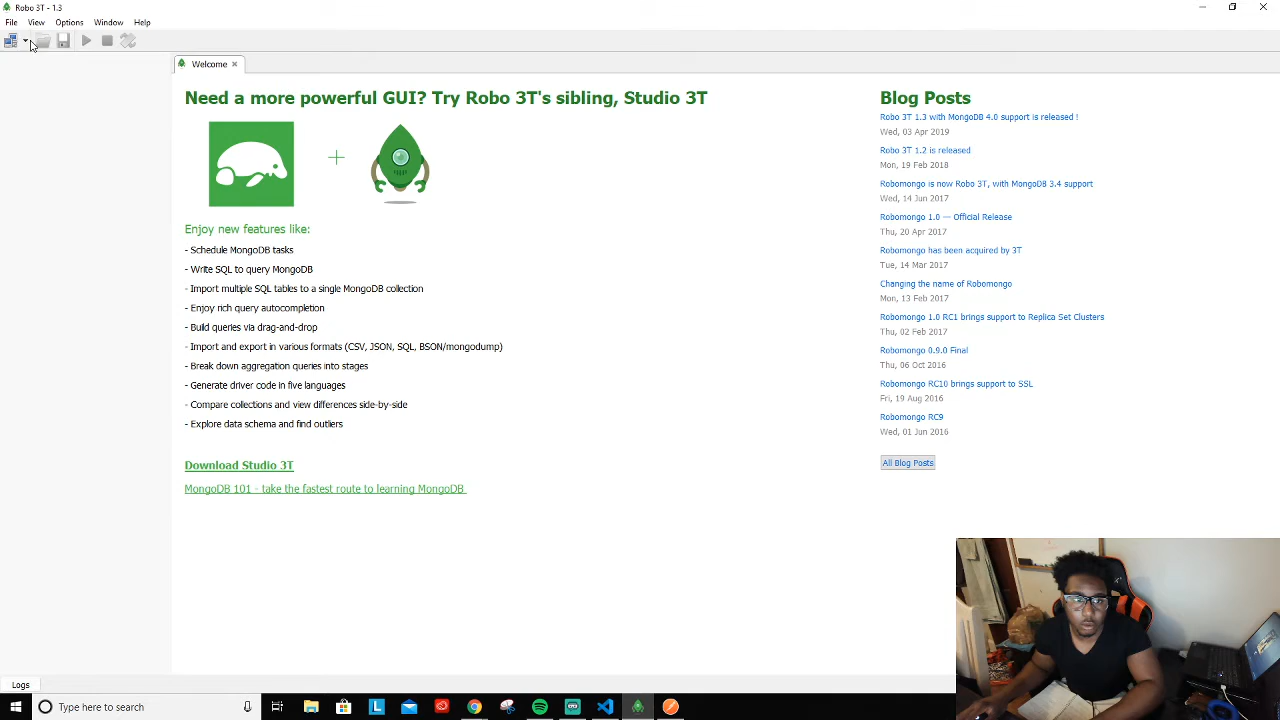 Robo 3T - 1.3
File View Options Window Help
Welcome
Need a more powerful GUI? Try Robo 3T's sibling, Studio 3T
Enjoy new features like:
- Schedule MongoDB tasks
- Write SQL to query MongoDB
- Import multiple SQL tables to a single MongoDB collection
- Enjoy rich query autocompletion
- Build queries via drag-and-drop
- Import and export in various formats (CSV, JSON, SQL, BSON/mongodump)
- Break down aggregation queries into stages
- Generate driver code in five languages
- Compare collections and view differences side-by-side
- Explore data schema and find outliers
Download Studio 3T
MongoDB 101 - take the fastest route to learning MongoDB
Blog Posts
Robo 3T 1.3 with MongoDB 4.0 support is released !
Wed, 03 Apr 2019
Robo 3T 1.2 is released
Mon, 19 Feb 2018
Robomongo is now Robo 3T, with MongoDB 3.4 support
Wed, 14 Jun 2017
Robomongo 1.0 — Official Release
Thu, 20 Apr 2017
Robomongo has been acquired by 3T
Tue, 14 Mar 2017
Changing the name of Robomongo
Mon, 13 Feb 2017
Robomongo 1.0 RC1 brings support to Replica Set Clusters
Thu, 02 Feb 2017
Robomongo 0.9.0 Final
Thu, 06 Oct 2016
Robomongo RC10 brings support to SSL
Fri, 19 Aug 2016
Robomongo RC9
Wed, 01 Jun 2016
All Blog Posts
Logs
Type here to search
L